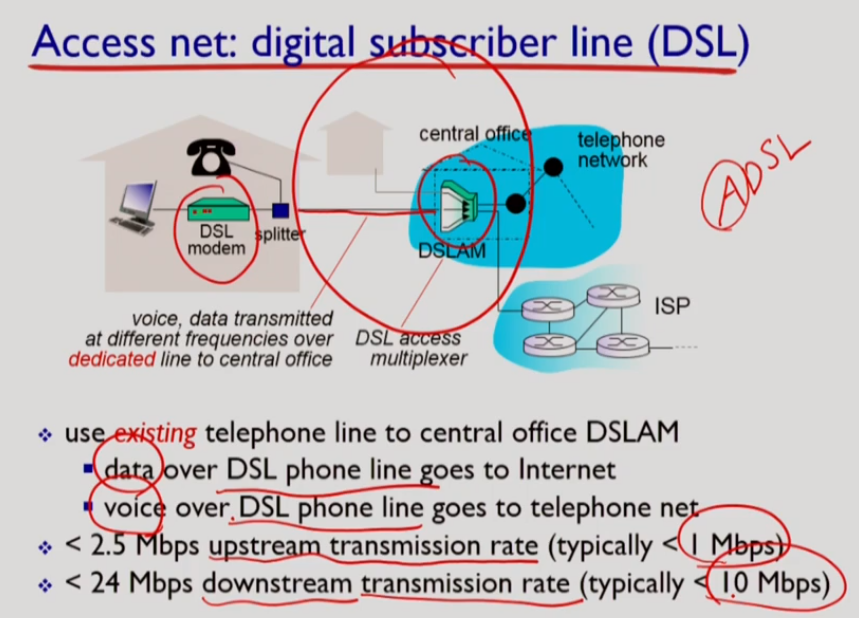 Access net: digital subscriber line (DSL)
central office
telephone
network
ADSL
DSL
modem
splitter
DSLAM
ISP
voice, data transmitted
at different frequencies over
dedicated line to central office
DSL access
multiplexer
use existing telephone line to central office DSLAM
data over DSL phone line goes to Internet
voice over DSL phone line goes to telephone net
< 2.5 Mbps upstream transmission rate (typically < 1 Mbps)
< 24 Mbps downstream transmission rate (typically < 10 Mbps)